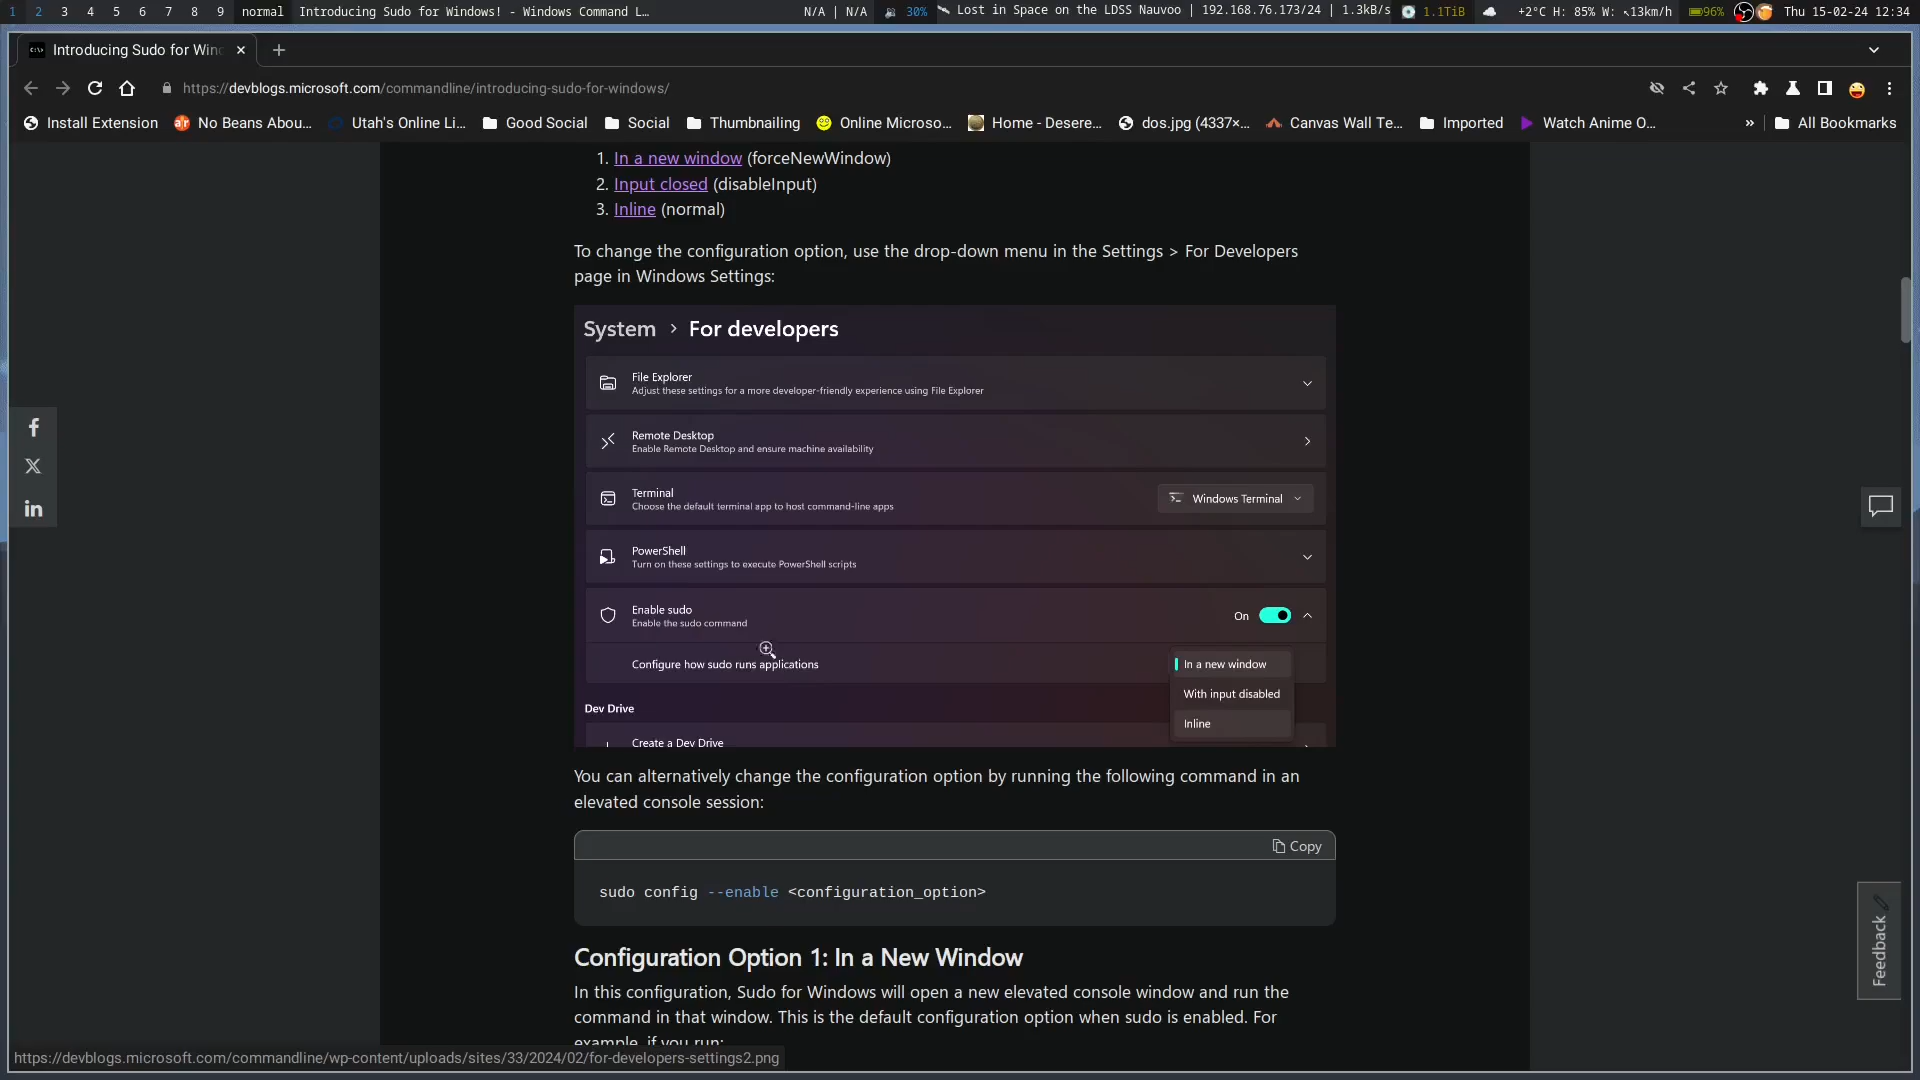 1 2 3 4 5 6 7 8 9 normal Introducing Sudo for Windows! - Windows Command L… N/A | N/A 30% Lost in Space on the LDSS Nauvoo | 192.168.76.173/24 | 1.3kB/s 1.1TiB +2°C H: 85% W: ↖13km/h 96% Thu 15-02-24 12:34
Introducing Sudo for Win
https://devblogs.microsoft.com/commandline/introducing-sudo-for-windows/
Install Extension No Beans Abou... Utah's Online Li... Good Social Social Thumbnailing Online Microso... Home - Desere... dos.jpg (4337×... Canvas Wall Te... Imported Watch Anime O... » All Bookmarks
1. In a new window (forceNewWindow)
2. Input closed (disableInput)
3. Inline (normal)
To change the configuration option, use the drop-down menu in the Settings > For Developers
page in Windows Settings:
System > For developers
File Explorer
Adjust these settings for a more developer-friendly experience using File Explorer
Remote Desktop
Enable Remote Desktop and ensure machine availability
Terminal
Choose the default terminal app to host command-line apps
Windows Terminal
PowerShell
Turn on these settings to execute PowerShell scripts
Enable sudo
Enable the sudo command
On
Configure how sudo runs applications
In a new window
With input disabled
Inline
Dev Drive
Create a Dev Drive
You can alternatively change the configuration option by running the following command in an
elevated console session:
Copy
sudo config --enable <configuration_option>
Configuration Option 1: In a New Window
In this configuration, Sudo for Windows will open a new elevated console window and run the
command in that window. This is the default configuration option when sudo is enabled. For
example, if you run:
Feedback
https://devblogs.microsoft.com/commandline/wp-content/uploads/sites/33/2024/02/for-developers-settings2.png